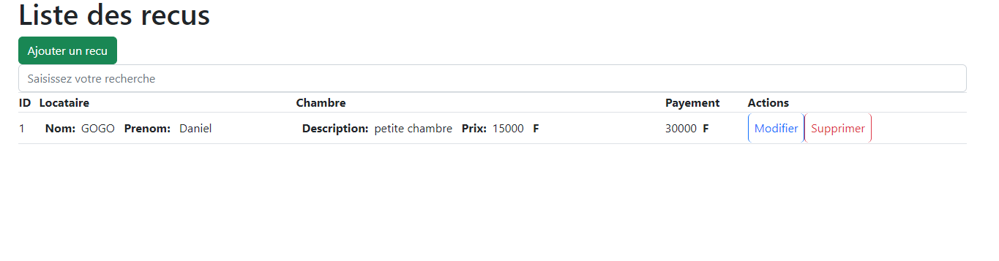 Liste des recus
Ajouter un recu
Saisissez votre recherche
ID Locataire Chambre Payement Actions
1 Nom: GOGO Prenom: Daniel Description: petite chambre Prix: 15000 F 30000 F Modifier Supprimer